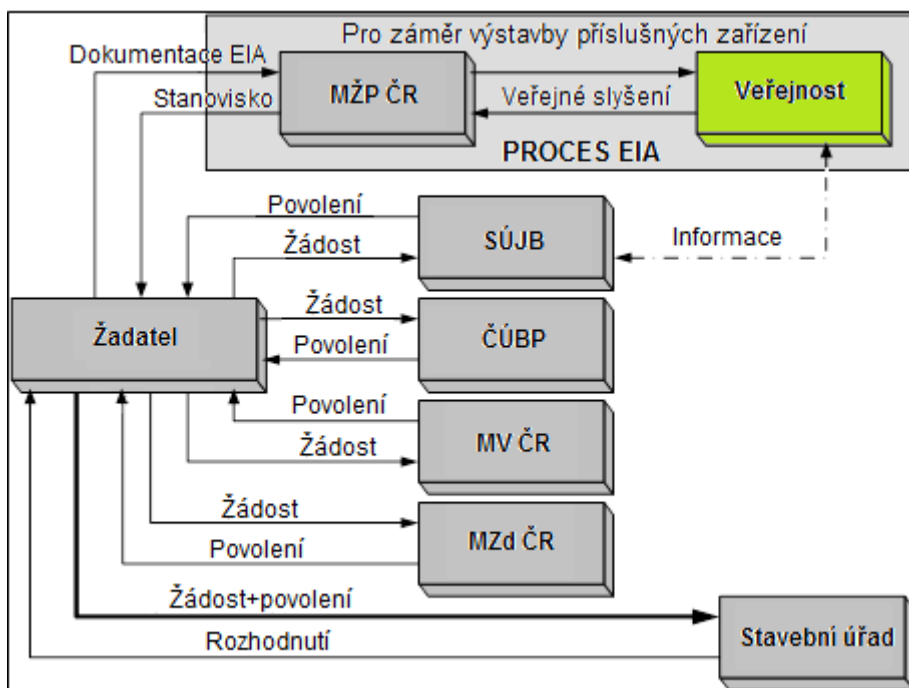 Pro záměr výstavby příslušných zařízení
Dokumentace EIA
MŽP ČR
Veřejnost
Stanovisko
Veřejné slyšení
PROCES EIA
Povolení
SÚJB
Informace
Žádost
Žadatel
Žádost
ČÚBP
Povolení
Povolení
MV ČR
Žádost
Žádost
MZd ČR
Povolení
Žádost+povolení
Stavební úřad
Rozhodnutí